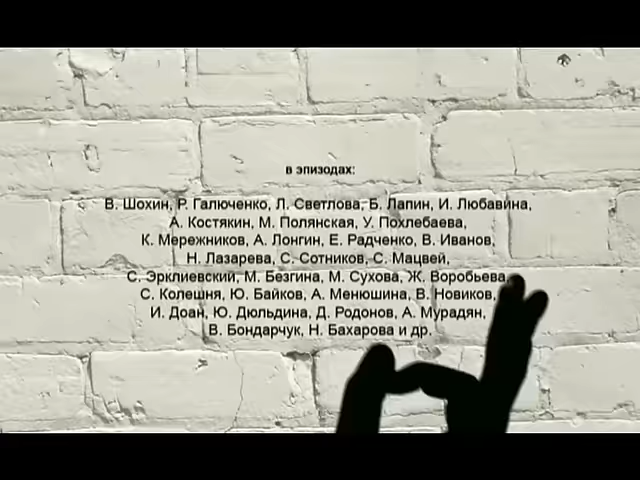 в эпизодах:
В. Шохин, Р. Галюченко, Л. Светлова, Б. Лапин, И. Любавина,
А. Костякин, М. Полянская, У. Похлебаева,
К. Мережников, А. Лонгин, Е. Радченко, В. Иванов,
Н. Лазарева, С. Сотников, С. Мацвей,
С. Эрклиевский, М. Безгина, М. Сухова, Ж. Воробьева,
С. Колешня, Ю. Байков, А. Менюшина, В. Новиков,
И. Доан, Ю. Дюльдина, Д. Родонов, А. Мурадян,
В. Бондарчук, Н. Бахарова и др.